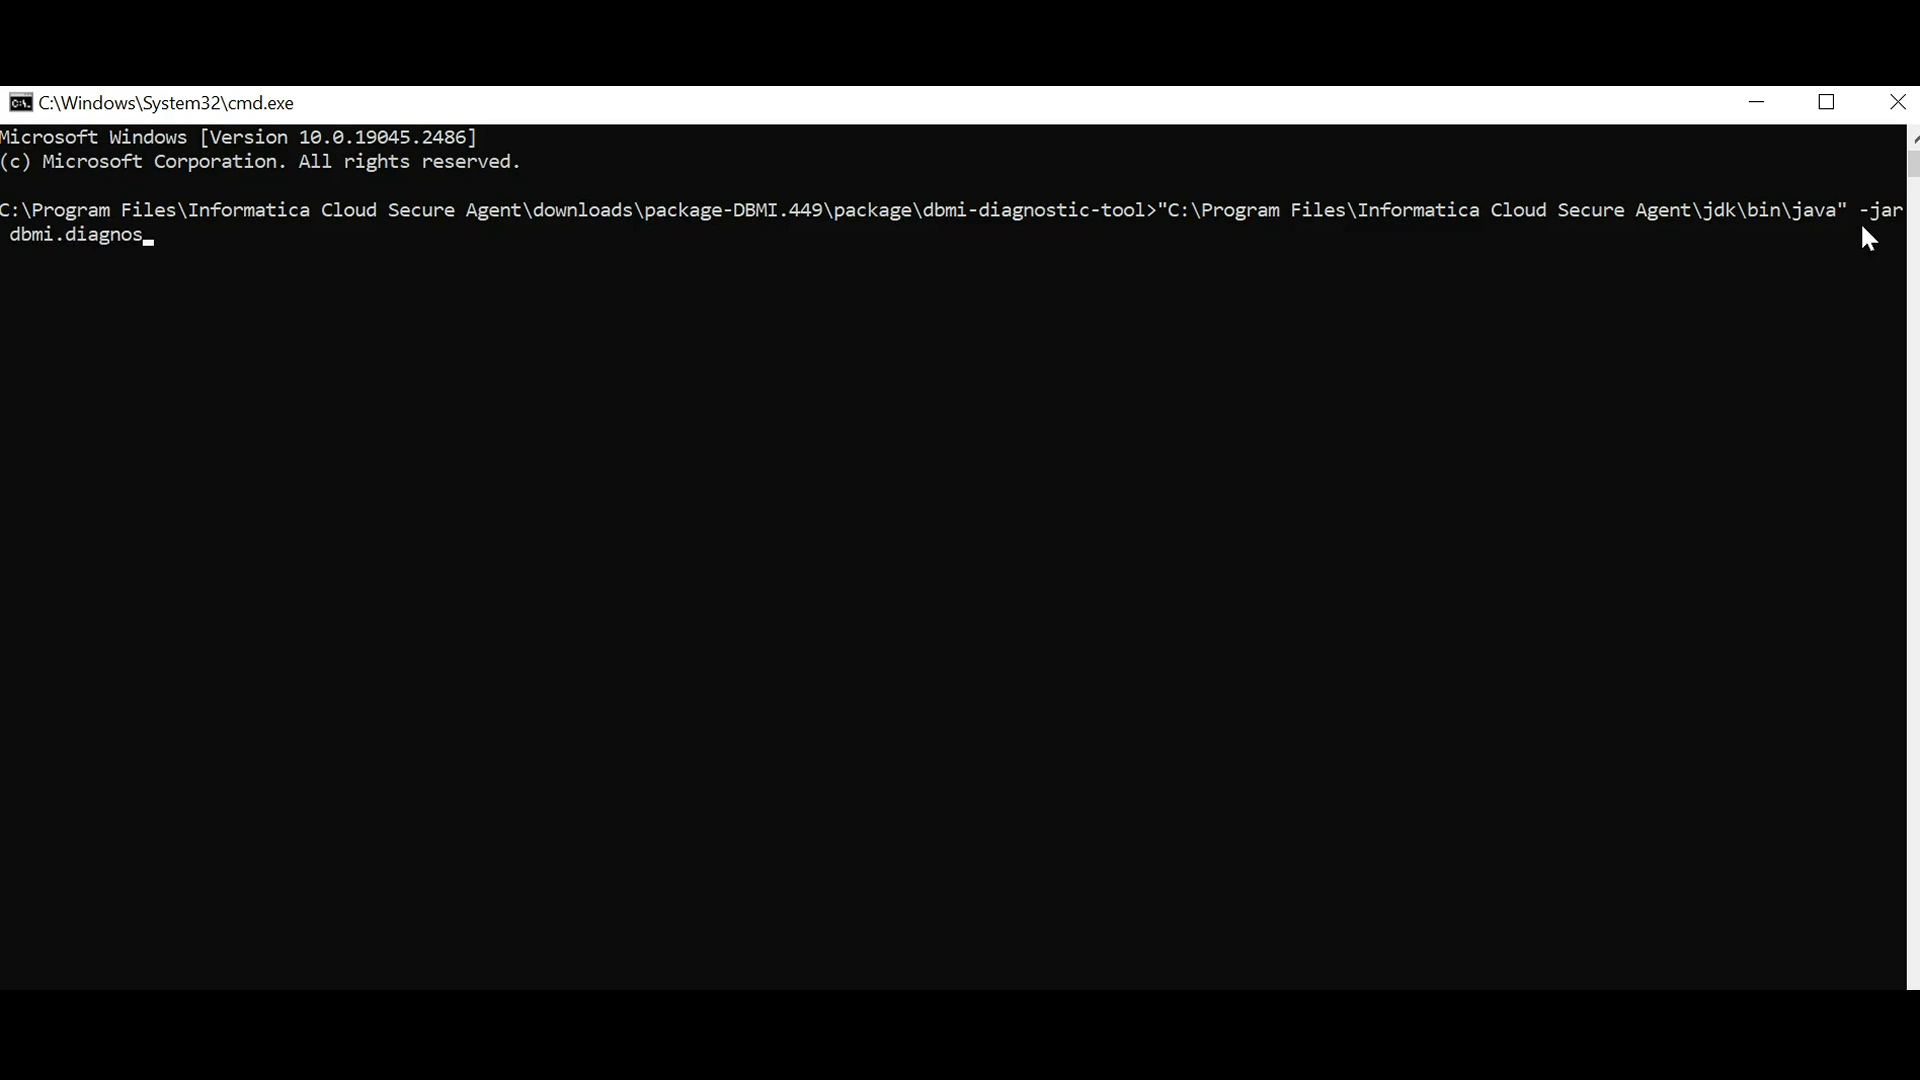 C:\Windows\System32\cmd.exe
Microsoft Windows [Version 10.0.19045.2486]
(c) Microsoft Corporation. All rights reserved.
C:\Program Files\Informatica Cloud Secure Agent\downloads\package-DBMI.449\package\dbmi-diagnostic-tool>"C:\Program Files\Informatica Cloud Secure Agent\jdk\bin\java" -jar
dbmi.diagnos